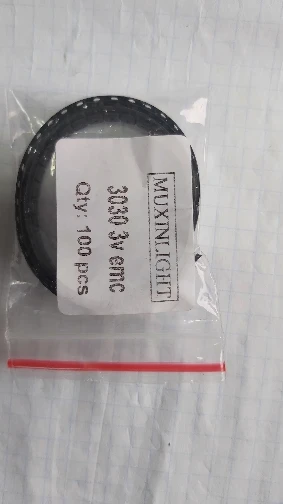 MUXINLIGHT
3030 3v emc
Qty: 100 pcs